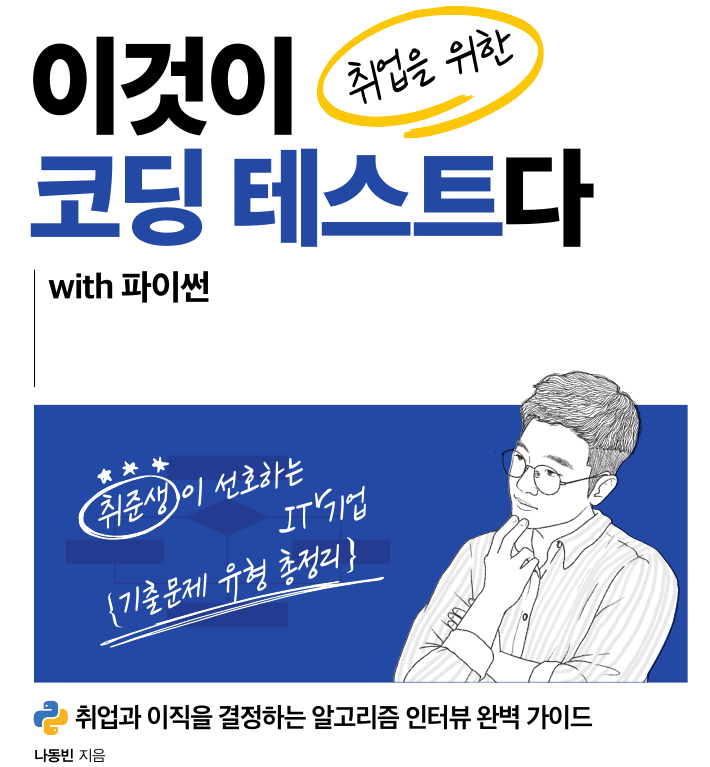 이것이
취업을 위한
코딩 테스트다
with 파이썬
취준생이 선호하는
IT기업
{기출문제 유형 총정리}
취업과 이직을 결정하는 알고리즘 인터뷰 완벽 가이드
나동빈 지음